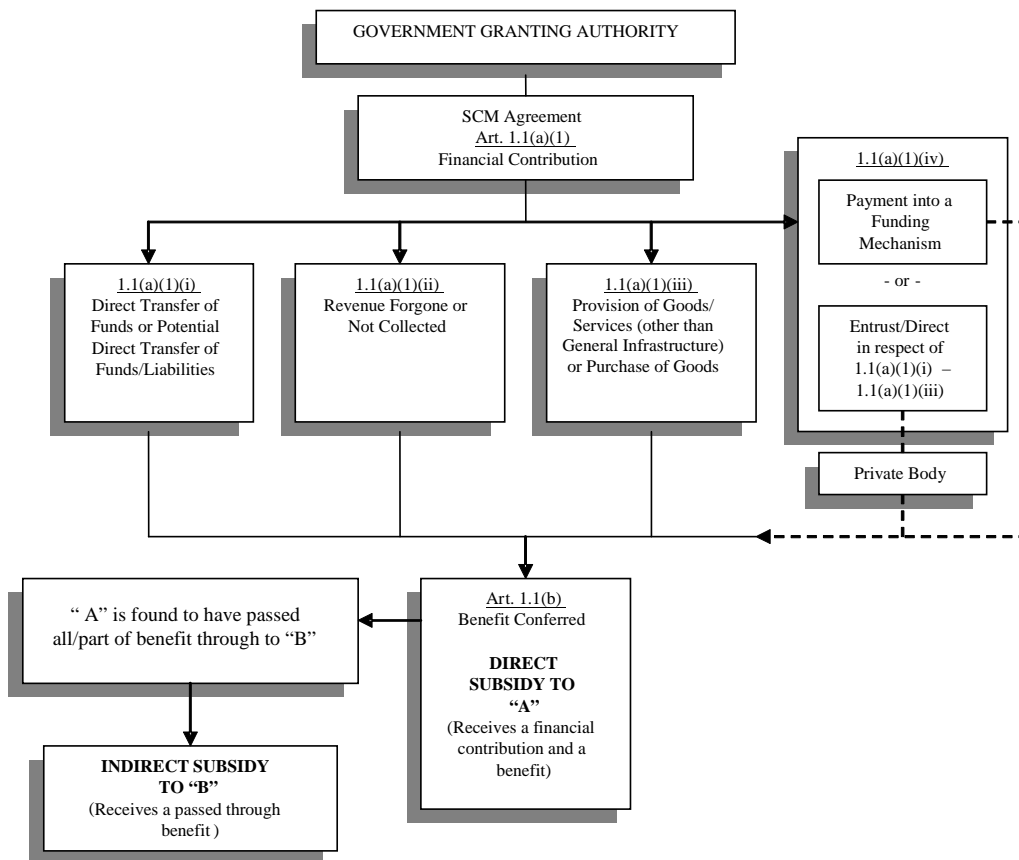 GOVERNMENT GRANTING AUTHORITY
SCM Agreement
Art. 1.1(a)(1)
Financial Contribution
1.1(a)(1)(i)
Direct Transfer of
Funds or Potential
Direct Transfer of
Funds/Liabilities
1.1(a)(1)(ii)
Revenue Forgone or
Not Collected
1.1(a)(1)(iii)
Provision of Goods/
Services (other than
General Infrastructure)
or Purchase of Goods
1.1(a)(1)(iv)
Payment into a
Funding
Mechanism
- or -
Entrust/Direct
in respect of
1.1(a)(1)(i) –
1.1(a)(1)(iii)
Private Body
Art. 1.1(b)
Benefit Conferred
DIRECT
SUBSIDY TO
“A”
(Receives a financial
contribution and a
benefit)
“ A” is found to have passed
all/part of benefit through to “B”
INDIRECT SUBSIDY
TO “B”
(Receives a passed through
benefit )